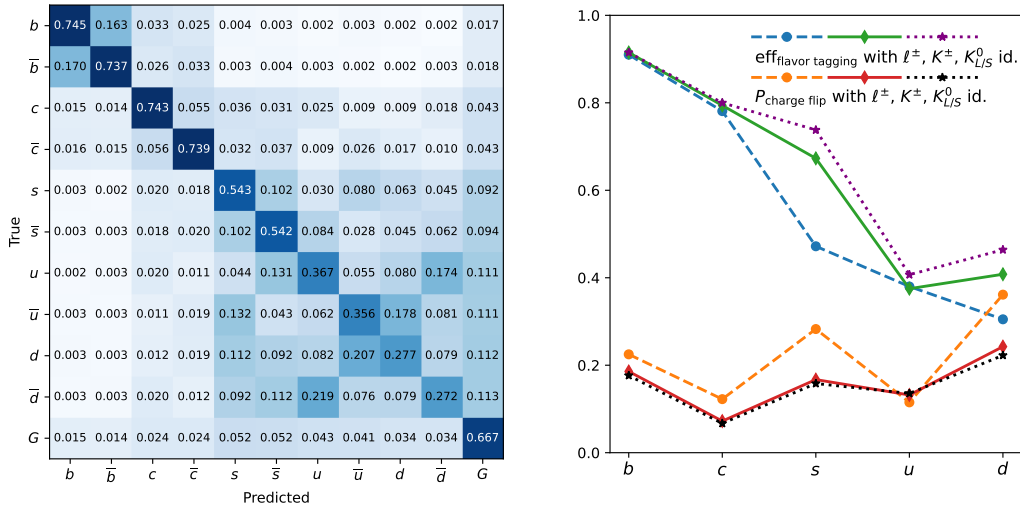 b 0.745 0.163 0.033 0.025 0.004 0.003 0.002 0.003 0.002 0.002 0.017
b̅ 0.170 0.737 0.026 0.033 0.003 0.004 0.003 0.002 0.002 0.003 0.018
c 0.015 0.014 0.743 0.055 0.036 0.031 0.025 0.009 0.009 0.018 0.043
c̅ 0.016 0.015 0.056 0.739 0.032 0.037 0.009 0.026 0.017 0.010 0.043
s 0.003 0.002 0.020 0.018 0.543 0.102 0.030 0.080 0.063 0.045 0.092
s̅ 0.003 0.003 0.018 0.020 0.102 0.542 0.084 0.028 0.045 0.062 0.094
u 0.002 0.003 0.020 0.011 0.044 0.131 0.367 0.055 0.080 0.174 0.111
u̅ 0.003 0.003 0.011 0.019 0.132 0.043 0.062 0.356 0.178 0.081 0.111
d 0.003 0.003 0.012 0.019 0.112 0.092 0.082 0.207 0.277 0.079 0.112
d̅ 0.003 0.003 0.020 0.012 0.092 0.112 0.219 0.076 0.079 0.272 0.113
G 0.015 0.014 0.024 0.024 0.052 0.052 0.043 0.041 0.034 0.034 0.667
b b̅ c c̅ s s̅ u u̅ d d̅ G
True
Predicted
1.0
0.8
0.6
0.4
0.2
0.0
eff_flavor tagging with ℓ±, K±, K⁰_L/S id.
P_charge flip with ℓ±, K±, K⁰_L/S id.
b c s u d